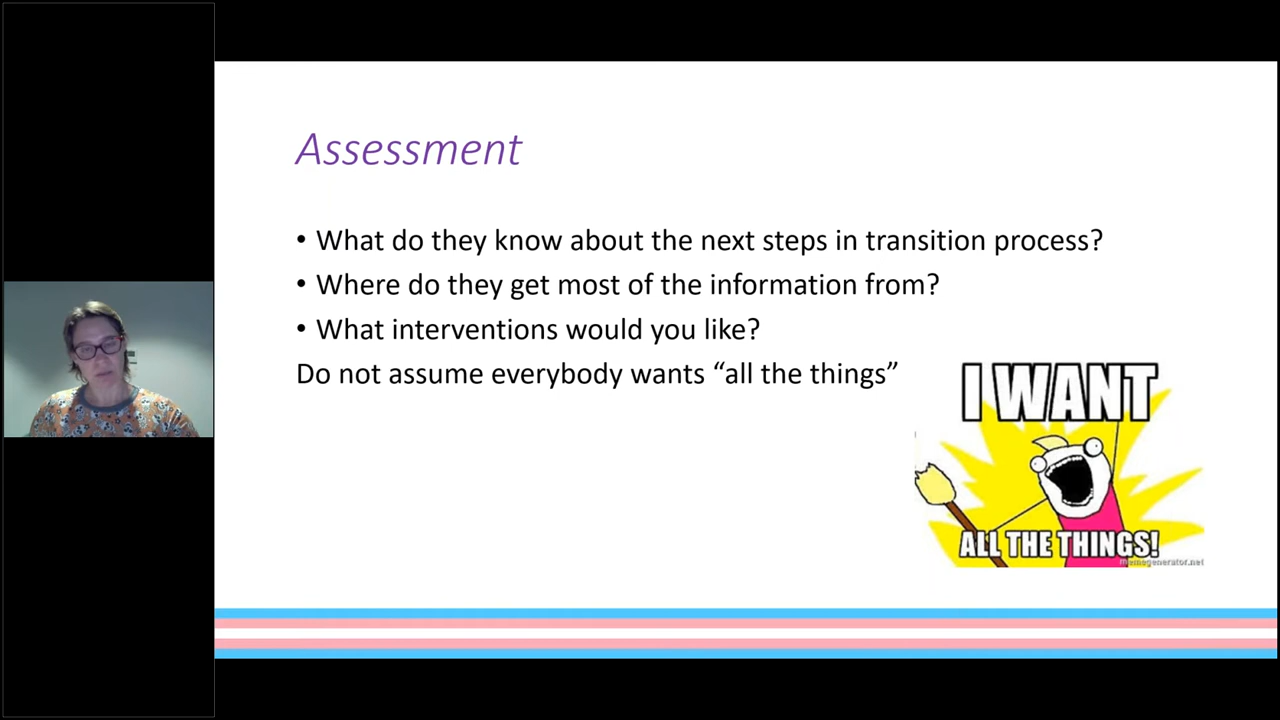 Assessment
• What do they know about the next steps in transition process?
• Where do they get most of the information from?
• What interventions would you like?
Do not assume everybody wants “all the things”
I WANT
ALL THE THINGS!
memegenerator.net